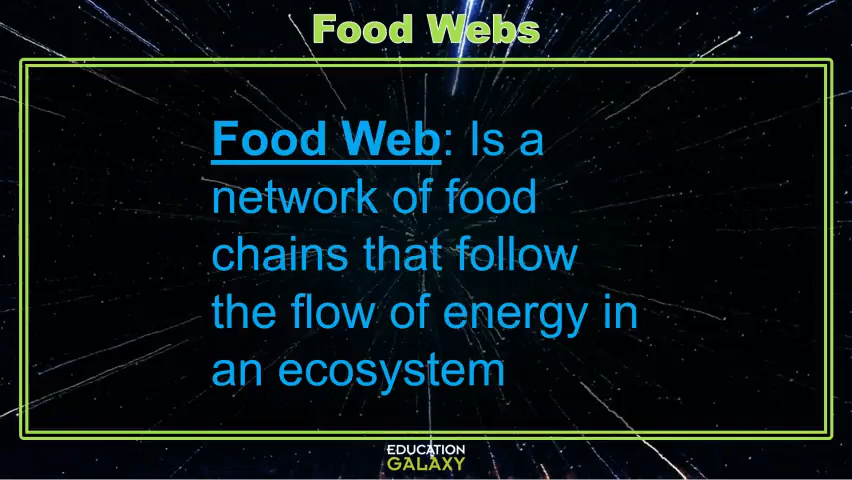 Food Webs
Food Web: Is a
network of food
chains that follow
the flow of energy in
an ecosystem
EDUCATION
GALAXY